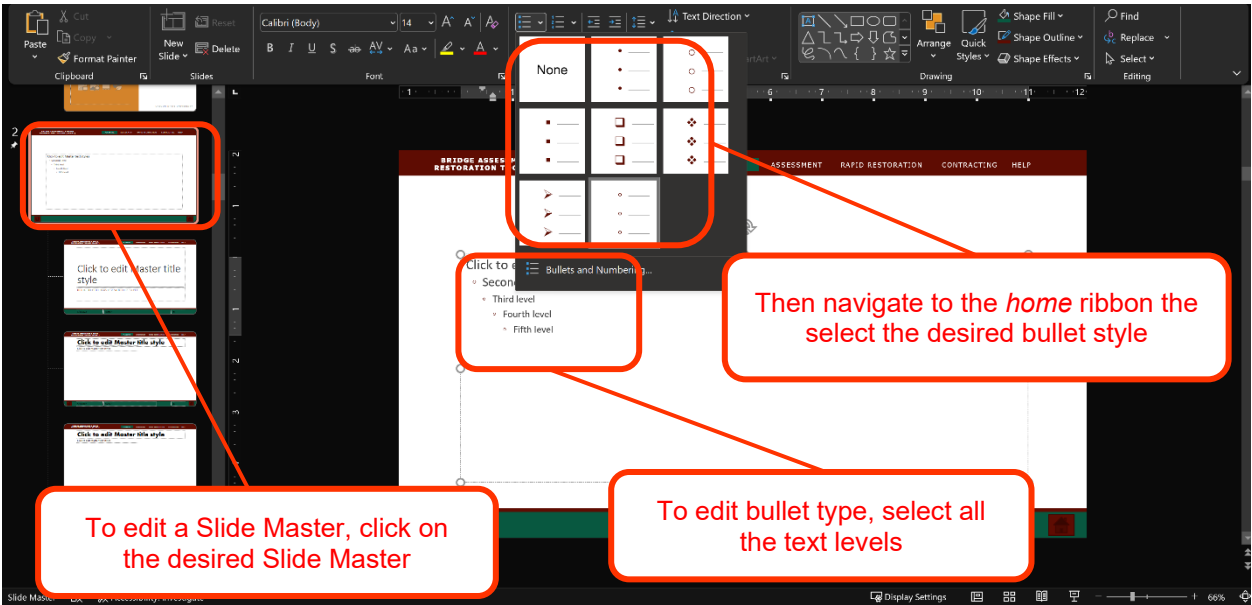 Cut
Copy
Format Painter
Paste
Clipboard
New
Slide
Reset
Delete
Slides
Calibri (Body)
14
B I U S ab AV Aa A
Font
Text Direction
Arrange
Quick
Styles
Shape Fill
Shape Outline
Shape Effects
Drawing
Find
Replace
Select
Editing
None
Bullets and Numbering...
2
Click to edit Master title
style
Click to edit Master title style
Click to edit Master title style
ASSESSMENT RAPID RESTORATION CONTRACTING HELP
BRIDGE
RESTORATION
Click to
Third level
Fourth level
Fifth level
Then navigate to the home ribbon the
select the desired bullet style
To edit a Slide Master, click on
the desired Slide Master
To edit bullet type, select all
the text levels
Display Settings
66%